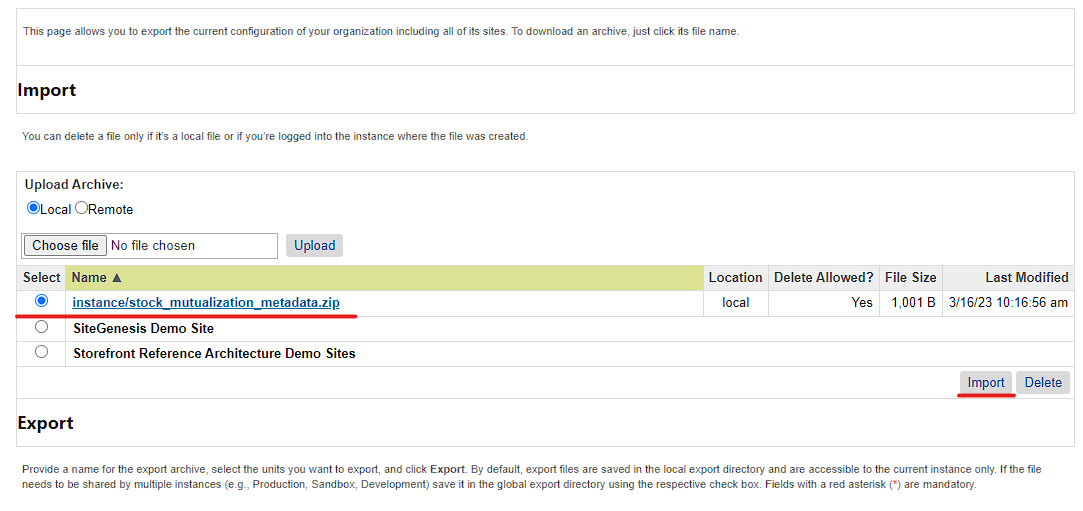 This page allows you to export the current configuration of your organization including all of its sites. To download an archive, just click its file name.
Import
You can delete a file only if it's a local file or if you're logged into the instance where the file was created.
Upload Archive:
Local Remote
Choose file No file chosen Upload
Select Name ▲ Location Delete Allowed? File Size Last Modified
instance/stock_mutualization_metadata.zip local Yes 1,001 B 3/16/23 10:16:56 am
SiteGenesis Demo Site
Storefront Reference Architecture Demo Sites
Import Delete
Export
Provide a name for the export archive, select the units you want to export, and click Export. By default, export files are saved in the local export directory and are accessible to the current instance only. If the file
needs to be shared by multiple instances (e.g., Production, Sandbox, Development) save it in the global export directory using the respective check box. Fields with a red asterisk (*) are mandatory.